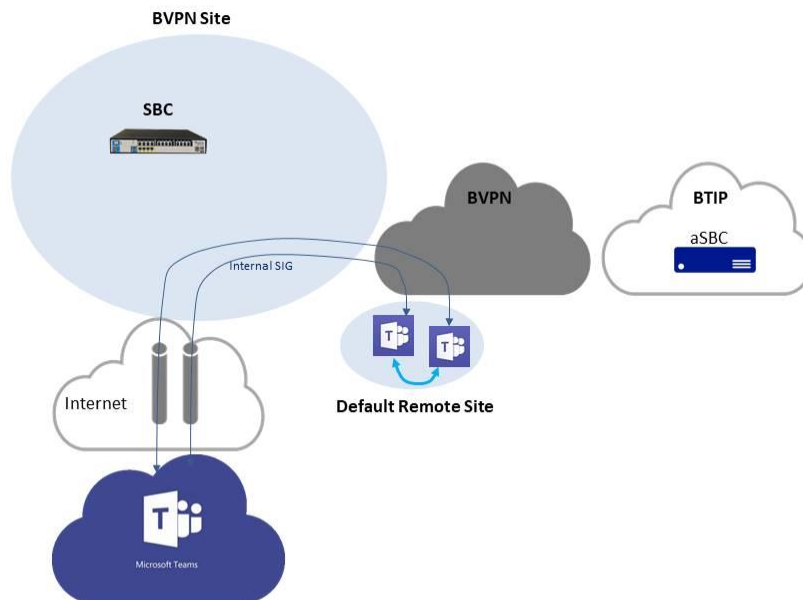 BVPN Site
SBC
BVPN
BTIP
aSBC
Internal SIG
T
T
Internet
Default Remote Site
T
Microsoft Teams